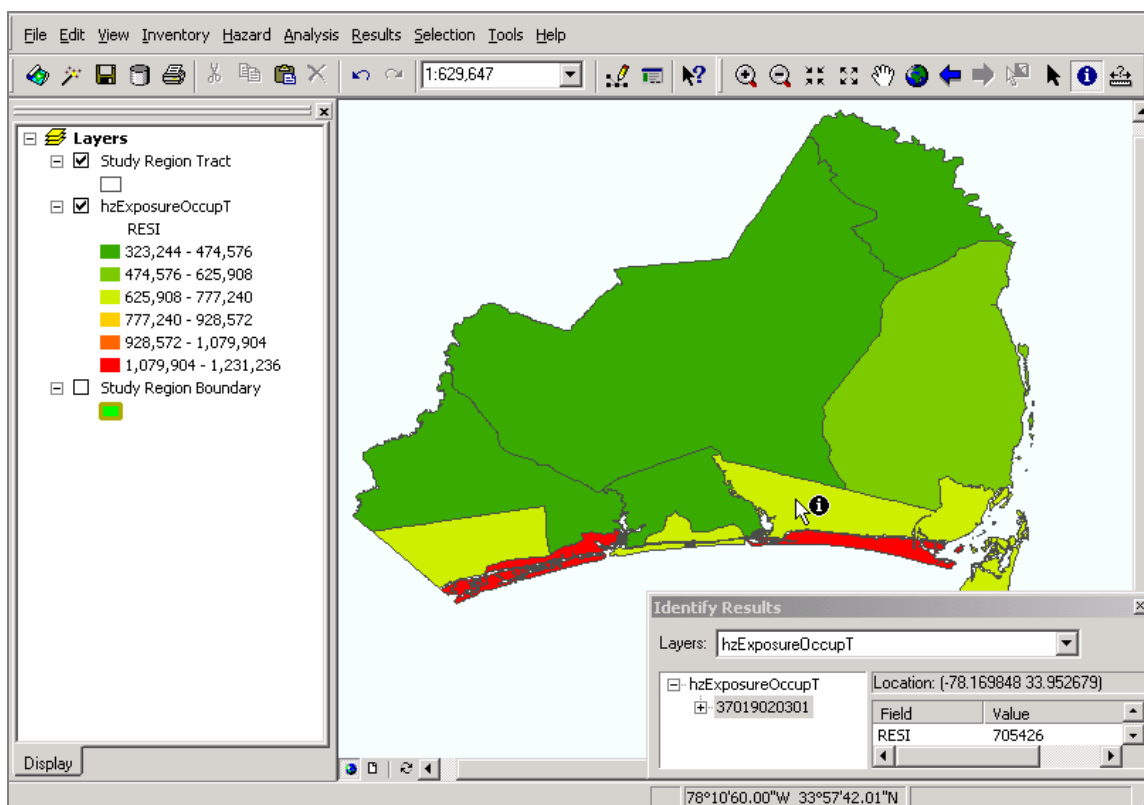 File Edit View Inventory Hazard Analysis Results Selection Tools Help
1:629,647
Layers
Study Region Tract
hzExposureOccupT
RESI
323,244 - 474,576
474,576 - 625,908
625,908 - 777,240
777,240 - 928,572
928,572 - 1,079,904
1,079,904 - 1,231,236
Study Region Boundary
Display
Identify Results
Layers: hzExposureOccupT
hzExposureOccupT
37019020301
Location: (-78.169848 33.952679)
Field Value
RESI 705426
78°10'60.00"W 33°57'42.01"N